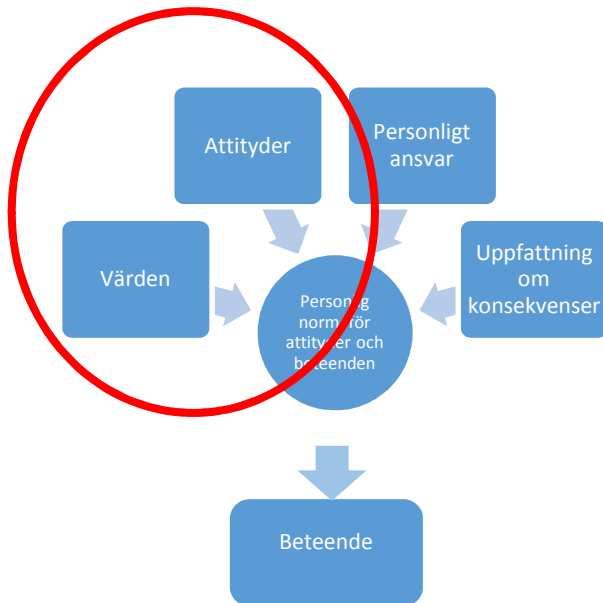 Attityder
Personligt
ansvar
Värden
Uppfattning
om
konsekvenser
Personlig
norm för
attityder och
beteenden
Beteende